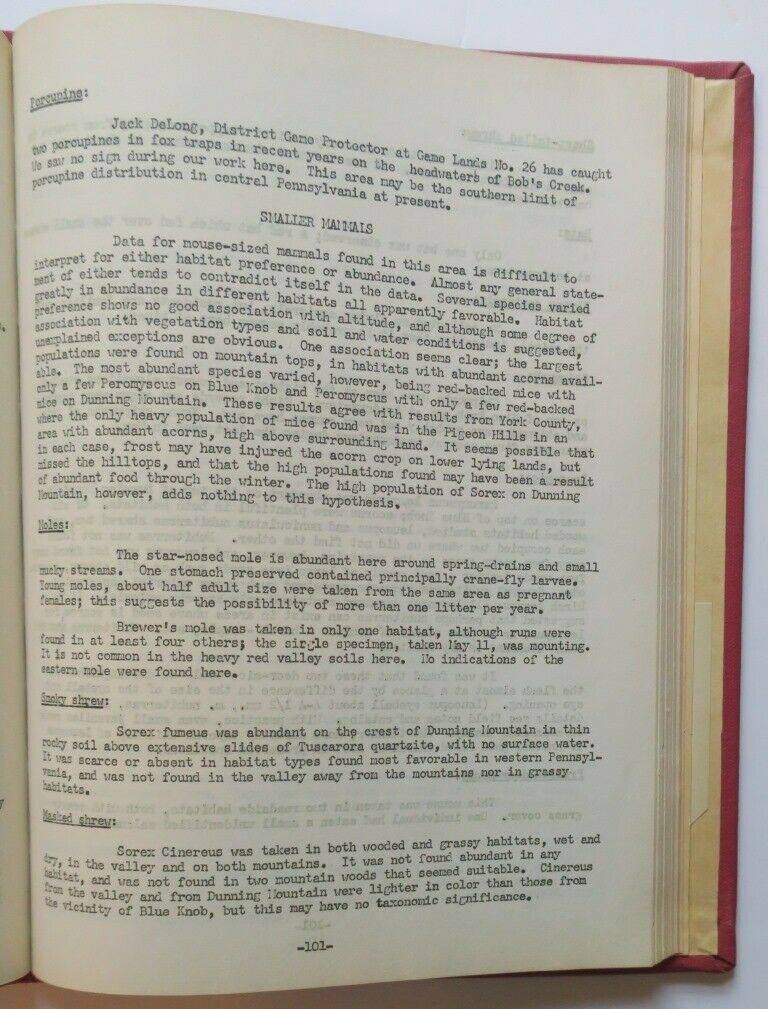 Porcupine:
Jack DeLong, District Game Protector at Game Lands No. 26 has caught
two porcupines in fox traps in recent years on the headwaters of Bob's Creek.
We saw no sign during our work here. This area may be the southern limit of
porcupine distribution in central Pennsylvania at present.
SMALLER MAMMALS
Data for mouse-sized mammals found in this area is difficult to
interpret for either habitat preference or abundance. Almost any general state-
ment of either tends to contradict itself in the data. Several species varied
greatly in abundance in different habitats all apparently favorable. Habitat
preference shows no good association with altitude, and although some degree of
association with vegetation types and soil and water conditions is suggested,
unexplained exceptions are obvious. One association seems clear; the largest
populations were found on mountain tops, in habitats with abundant acorns avail-
able. The most abundant species varied, however, being red-backed mice with
only a few Peromyscus on Blue Knob and Peromyscus with only a few red-backed
mice on Dunning Mountain. These results agree with results from York County,
where the only heavy population of mice found was in the Pigeon Hills in an
area with abundant acorns, high above surrounding land. It seems possible that
in each case, frost may have injured the acorn crop on lower lying lands, but
missed the hilltops, and that the high populations found may have been a result
of abundant food through the winter. The high population of Sorex on Dunning
Mountain, however, adds nothing to this hypothesis.
Moles:
The star-nosed mole is abundant here around spring-drains and small
mucky streams. One stomach preserved contained principally crane-fly larvae.
Young moles, about half adult size were taken from the same area as pregnant
females; this suggests the possibility of more than one litter per year.
Brewer's mole was taken in only one habitat, although runs were
found in at least four others; the single specimen, taken May 11, was mounting.
It is not common in the heavy red valley soils here. No indications of the
eastern mole were found here.
Smoky shrew:
Sorex fumeus was abundant on the crest of Dunning Mountain in thin
rocky soil above extensive slides of Tuscarora quartzite, with no surface water.
It was scarce or absent in habitat types found most favorable in western Pennsyl-
vania, and was not found in the valley away from the mountains nor in grassy
habitats.
Masked shrew:
Sorex Cinereus was taken in both wooded and grassy habitats, wet and
dry, in the valley and on both mountains. It was not found abundant in any
habitat, and was not found in two mountain woods that seemed suitable. Cinereus
from the valley and from Dunning Mountain were lighter in color than those from
the vicinity of Blue Knob, but this may have no taxonomic significance.
-101-